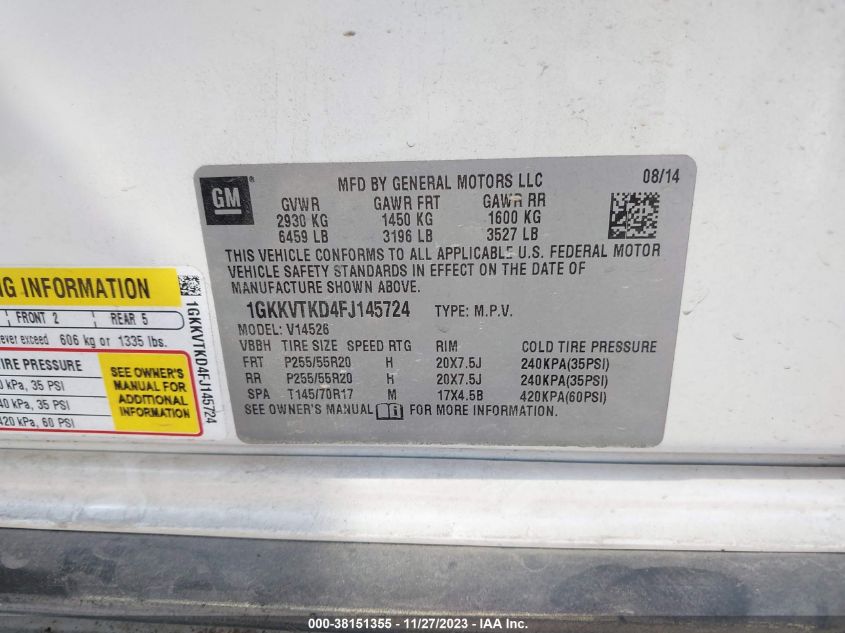 GM
MFD BY GENERAL MOTORS LLC 08/14
GVWR GAWR FRT GAWR RR
2930 KG 1450 KG 1600 KG
6459 LB 3196 LB 3527 LB
THIS VEHICLE CONFORMS TO ALL APPLICABLE U.S. FEDERAL MOTOR
VEHICLE SAFETY STANDARDS IN EFFECT ON THE DATE OF
MANUFACTURE SHOWN ABOVE.
1GKKVTKD4FJ145724 TYPE: M.P.V.
MODEL: V14526
VBBH TIRE SIZE SPEED RTG RIM COLD TIRE PRESSURE
FRT P255/55R20 H 20X7.5J 240KPA(35PSI)
RR P255/55R20 H 20X7.5J 240KPA(35PSI)
SPA T145/70R17 M 17X4.5B 420KPA(60PSI)
SEE OWNER'S MANUAL FOR MORE INFORMATION.
INFORMATION
FRONT 2 REAR 5
exceed 606 kg or 1335 lbs.
TIRE PRESSURE
kPa, 35 PSI
kPa, 35 PSI
420 kPa, 60 PSI
SEE OWNER'S
MANUAL FOR
ADDITIONAL
INFORMATION
1GKKVTKD4FJ145724
000-38151355 - 11/27/2023 - IAA, Inc.